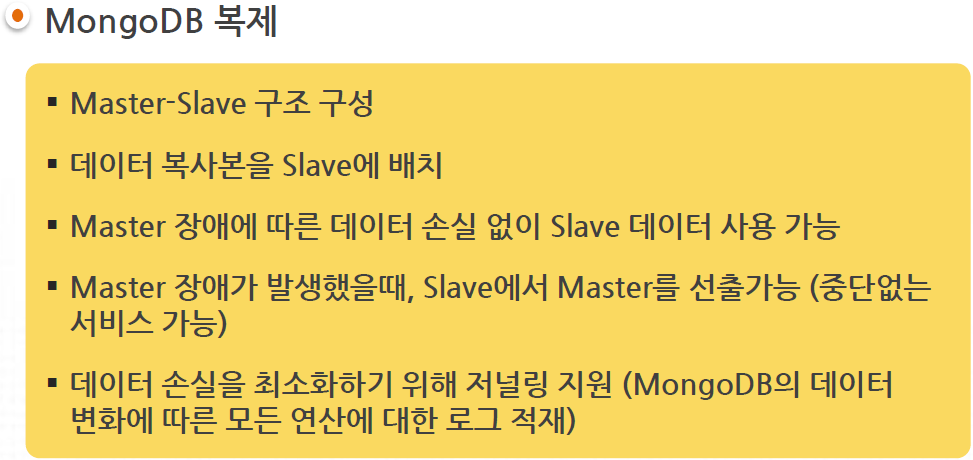 MongoDB 복제
▪ Master-Slave 구조 구성
▪ 데이터 복사본을 Slave에 배치
▪ Master 장애에 따른 데이터 손실 없이 Slave 데이터 사용 가능
▪ Master 장애가 발생했을때, Slave에서 Master를 선출가능 (중단없는
서비스 가능)
▪ 데이터 손실을 최소화하기 위해 저널링 지원 (MongoDB의 데이터
변화에 따른 모든 연산에 대한 로그 적재)